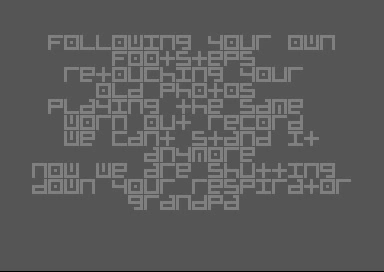 FOLLOWING YOUR OWN
FOOTSTEPS
RETOUCHING YOUR
OLD PHOTOS
PLAYING THE SAME
WORN OUT RECORD
WE CANT STAND IT
ANYMORE
NOW WE ARE SHUTTING
DOWN YOUR RESPIRATOR
GRANDPA